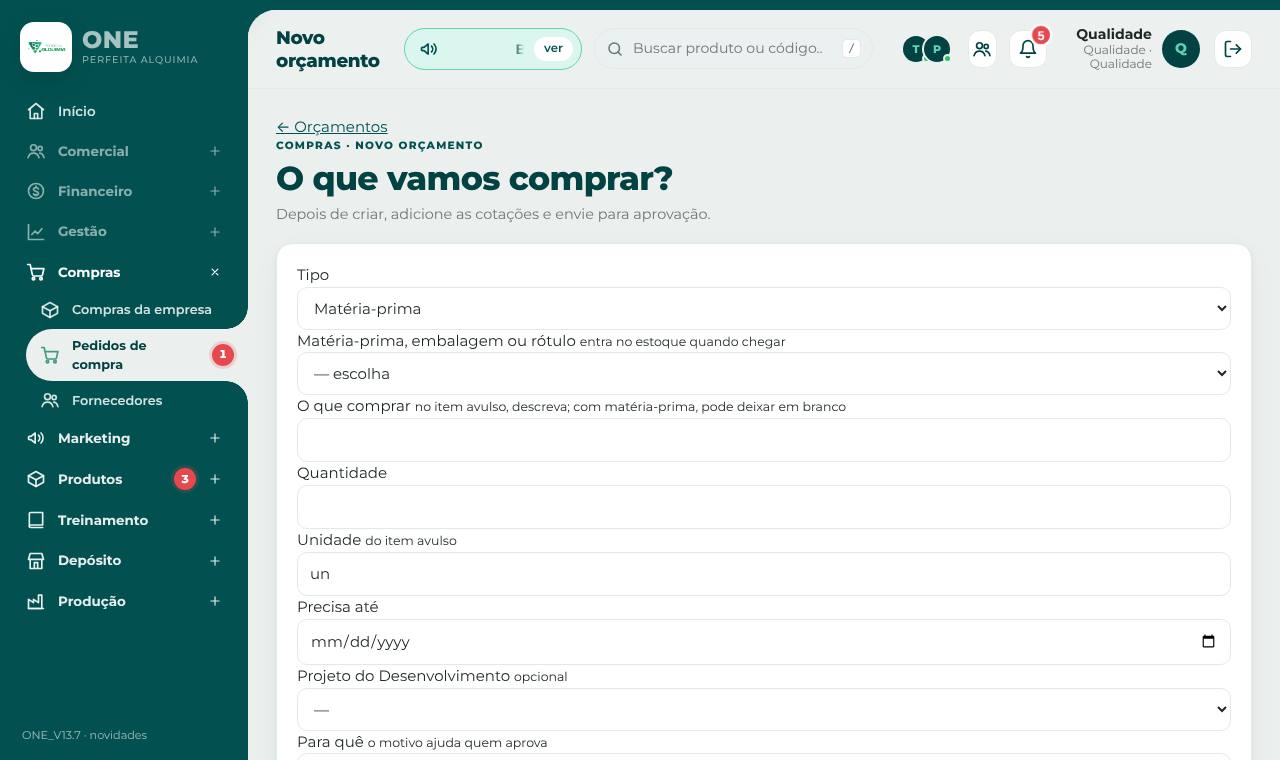 ONE
PERFEITA ALQUIMIA
Início
Comercial
Financeiro
Gestão
Compras
Compras da empresa
Pedidos de compra 1
Fornecedores
Marketing
Produtos 3
Treinamento
Depósito
Produção
ONE_V13.7 · novidades
Novo orçamento
ver
Buscar produto ou código.. /
T P
5
Qualidade
Qualidade · Qualidade
Q
← Orçamentos
COMPRAS · NOVO ORÇAMENTO
O que vamos comprar?
Depois de criar, adicione as cotações e envie para aprovação.
Tipo
Matéria-prima
Matéria-prima, embalagem ou rótulo entra no estoque quando chegar
— escolha
O que comprar no item avulso, descreva; com matéria-prima, pode deixar em branco
Quantidade
Unidade do item avulso
un
Precisa até
mm/dd/yyyy
Projeto do Desenvolvimento opcional
—
Para quê o motivo ajuda quem aprova